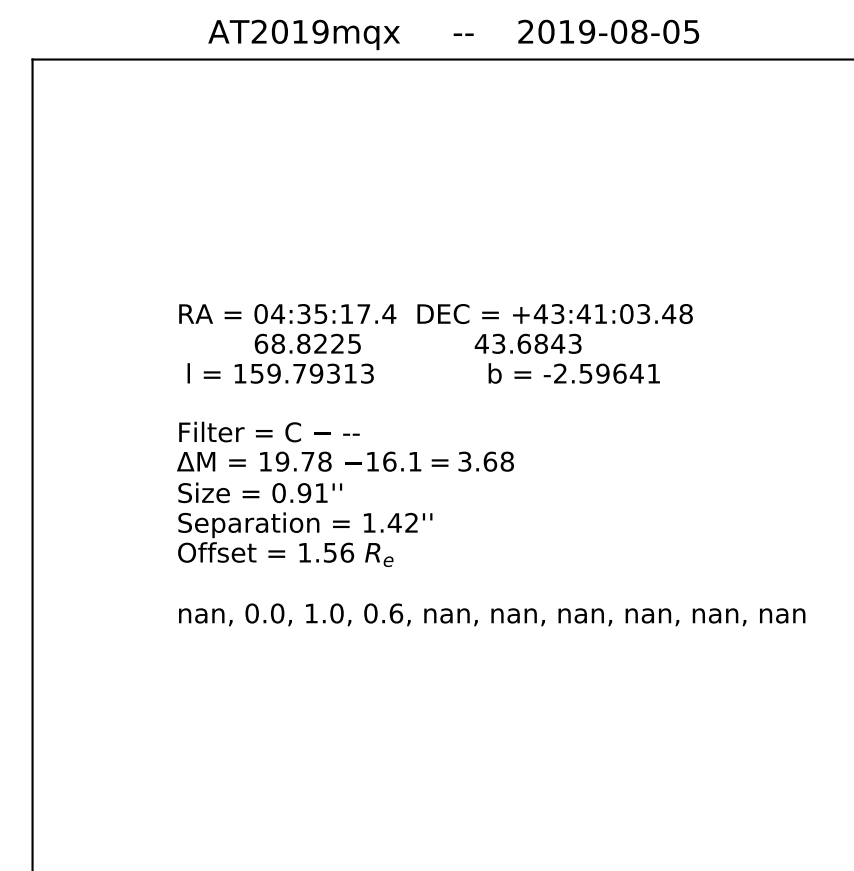 AT2019mqx -- 2019-08-05
RA = 04:35:17.4 DEC = +43:41:03.48
68.8225 43.6843
l = 159.79313 b = -2.59641
Filter = C − --
ΔM = 19.78 −16.1 = 3.68
Size = 0.91''
Separation = 1.42''
Offset = 1.56 Re
nan, 0.0, 1.0, 0.6, nan, nan, nan, nan, nan, nan